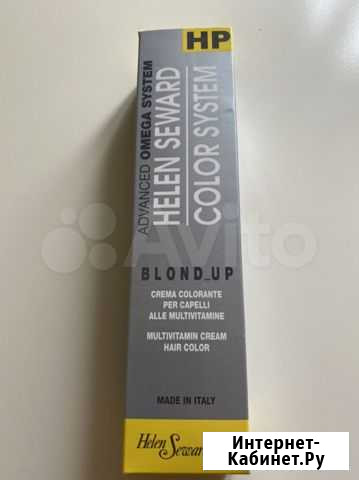 HP
ADVANCED OMEGA SYSTEM
HELEN SEWARD
COLOR SYSTEM
Avito
BLOND_UP
CREMA COLORANTE
PER CAPELLI
ALLE MULTIVITAMINE
MULTIVITAMIN CREAM
HAIR COLOR
MADE IN ITALY
Helen Seward
Интернет-
Кабинет.Ру